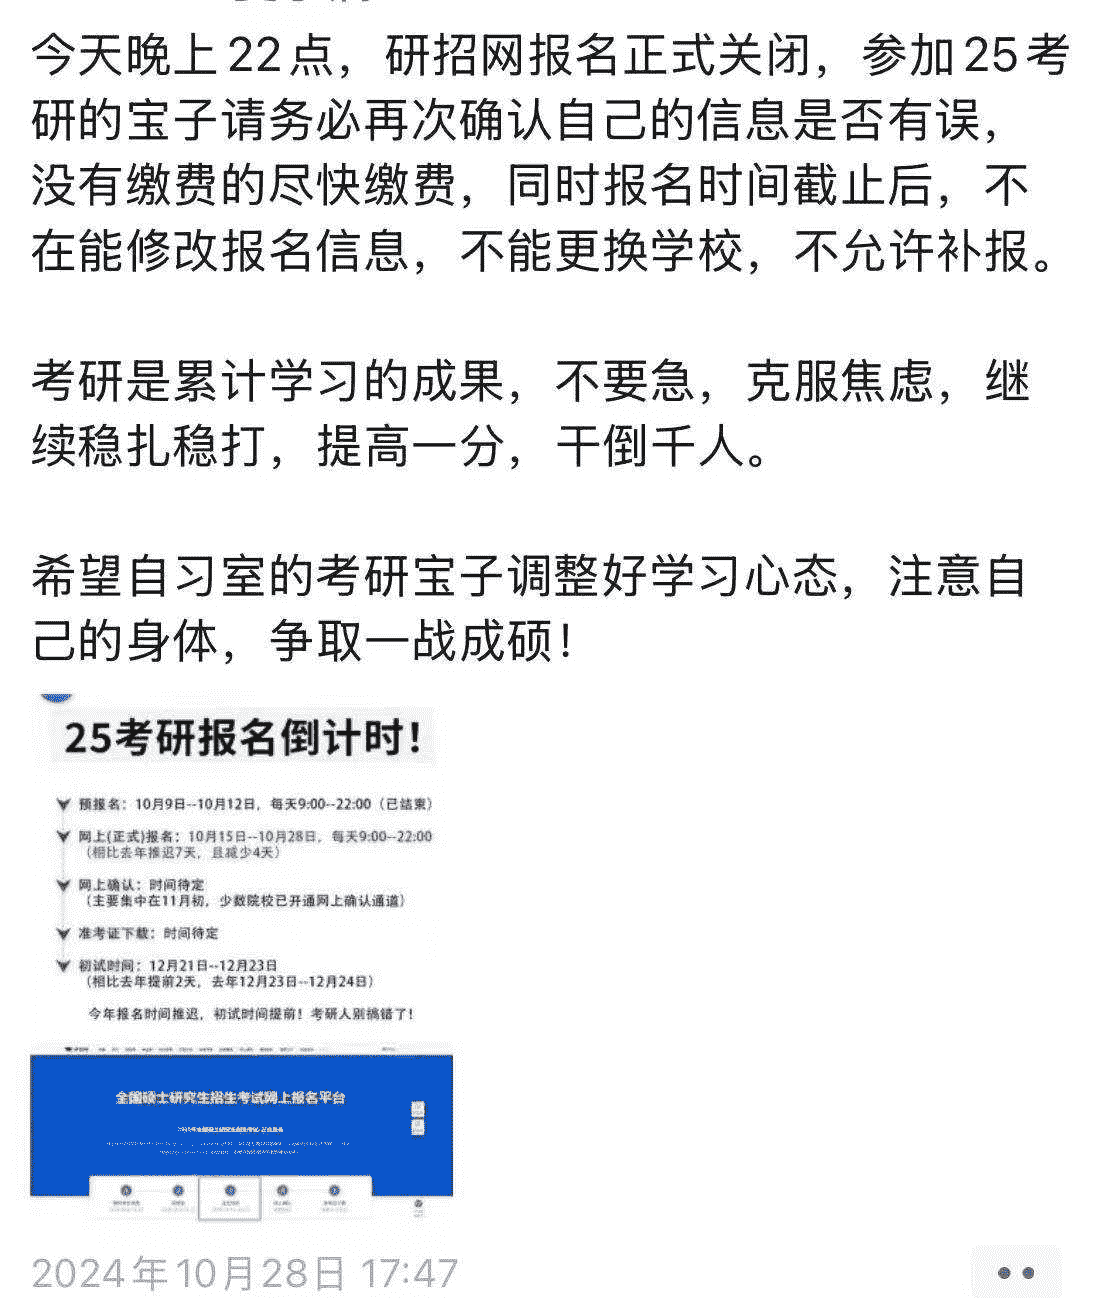 今天晚上22点，研招网报名正式关闭，参加25考
研的宝子请务必再次确认自己的信息是否有误，
没有缴费的尽快缴费，同时报名时间截止后，不
在能修改报名信息，不能更换学校，不允许补报。
考研是累计学习的成果，不要急，克服焦虑，继
续稳扎稳打，提高一分，干倒千人。
希望自习室的考研宝子调整好学习心态，注意自
己的身体，争取一战成硕！
25考研报名倒计时！
预报名：10月9日--10月12日，每天9:00--22:00（已结束）
网上(正式)报名：10月15日--10月28日，每天9:00--22:00
（相比去年推迟7天，且减少4天）
网上确认：时间待定
（主要集中在11月初，少数院校已开通网上确认通道）
准考证下载：时间待定
初试时间：12月21日--12月23日
（相比去年提前2天，去年12月23日--12月24日）
今年报名时间推迟，初试时间提前！考研人别搞错了！
全国硕士研究生招生考试网上报名平台
2024年10月28日 17:47